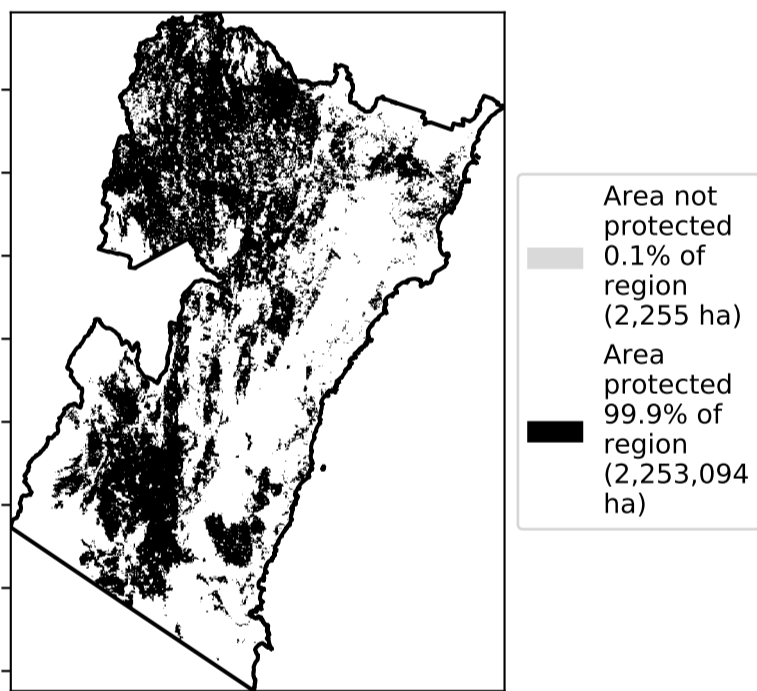 Area not
protected
0.1% of
region
(2,255 ha)
Area
protected
99.9% of
region
(2,253,094
ha)